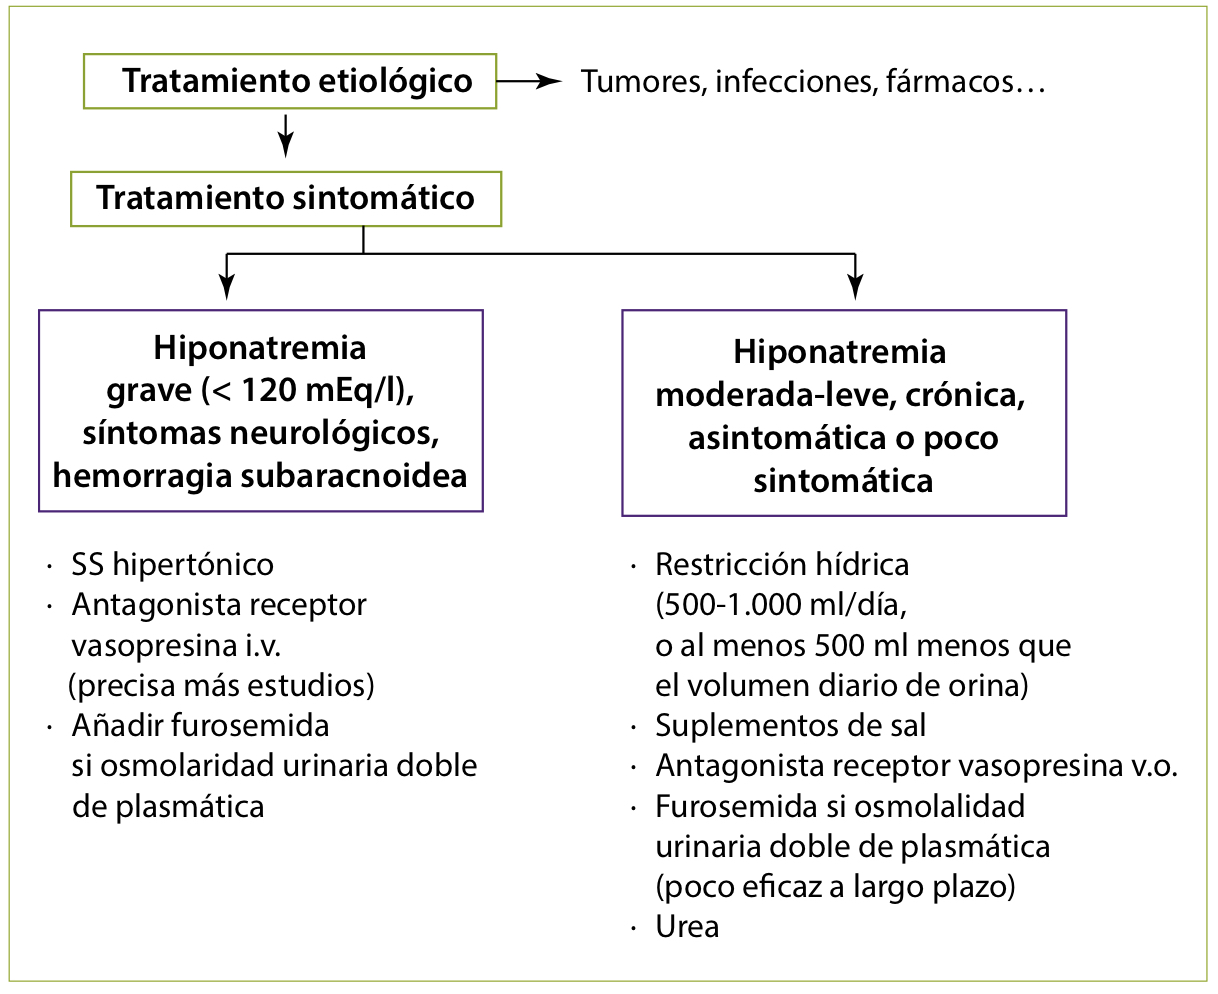 Tratamiento etiológico
Tumores, infecciones, fármacos…
Tratamiento sintomático
Hiponatremia
grave (< 120 mEq/l),
síntomas neurológicos,
hemorragia subaracnoidea
· SS hipertónico
· Antagonista receptor
vasopresina i.v.
(precisa más estudios)
· Añadir furosemida
si osmolaridad urinaria doble
de plasmática
Hiponatremia
moderada-leve, crónica,
asintomática o poco
sintomática
· Restricción hídrica
(500-1.000 ml/día,
o al menos 500 ml menos que
el volumen diario de orina)
· Suplementos de sal
· Antagonista receptor vasopresina v.o.
· Furosemida si osmolalidad
urinaria doble de plasmática
(poco eficaz a largo plazo)
· Urea